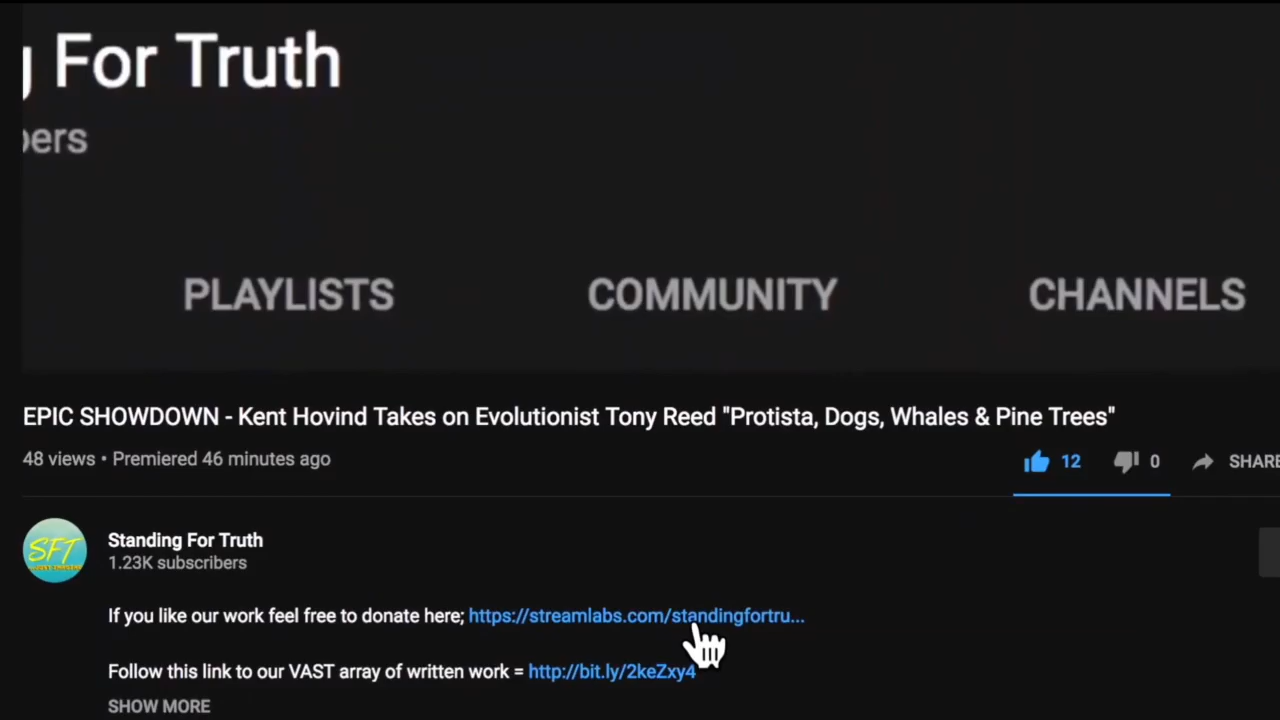 For Truth
PLAYLISTS COMMUNITY CHANNELS
EPIC SHOWDOWN - Kent Hovind Takes on Evolutionist Tony Reed "Protista, Dogs, Whales & Pine Trees"
48 views • Premiered 46 minutes ago 12 0 SHARE
SFT
Standing For Truth
1.23K subscribers
If you like our work feel free to donate here; https://streamlabs.com/standingfortru...
Follow this link to our VAST array of written work = http://bit.ly/2keZxy4
SHOW MORE